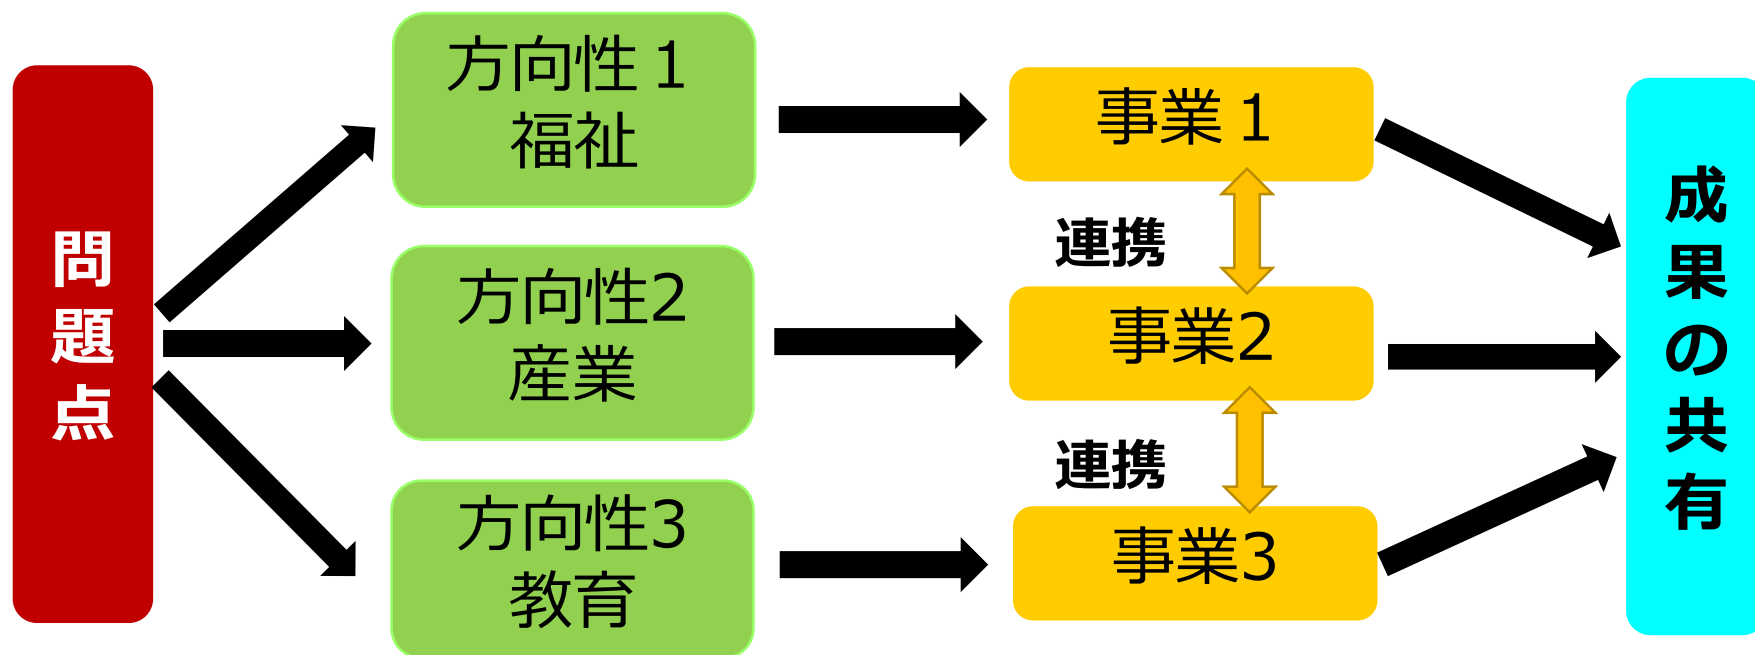 問題点
方向性１
福祉
方向性2
産業
方向性3
教育
事業１
連携
事業2
連携
事業3
成果の共有